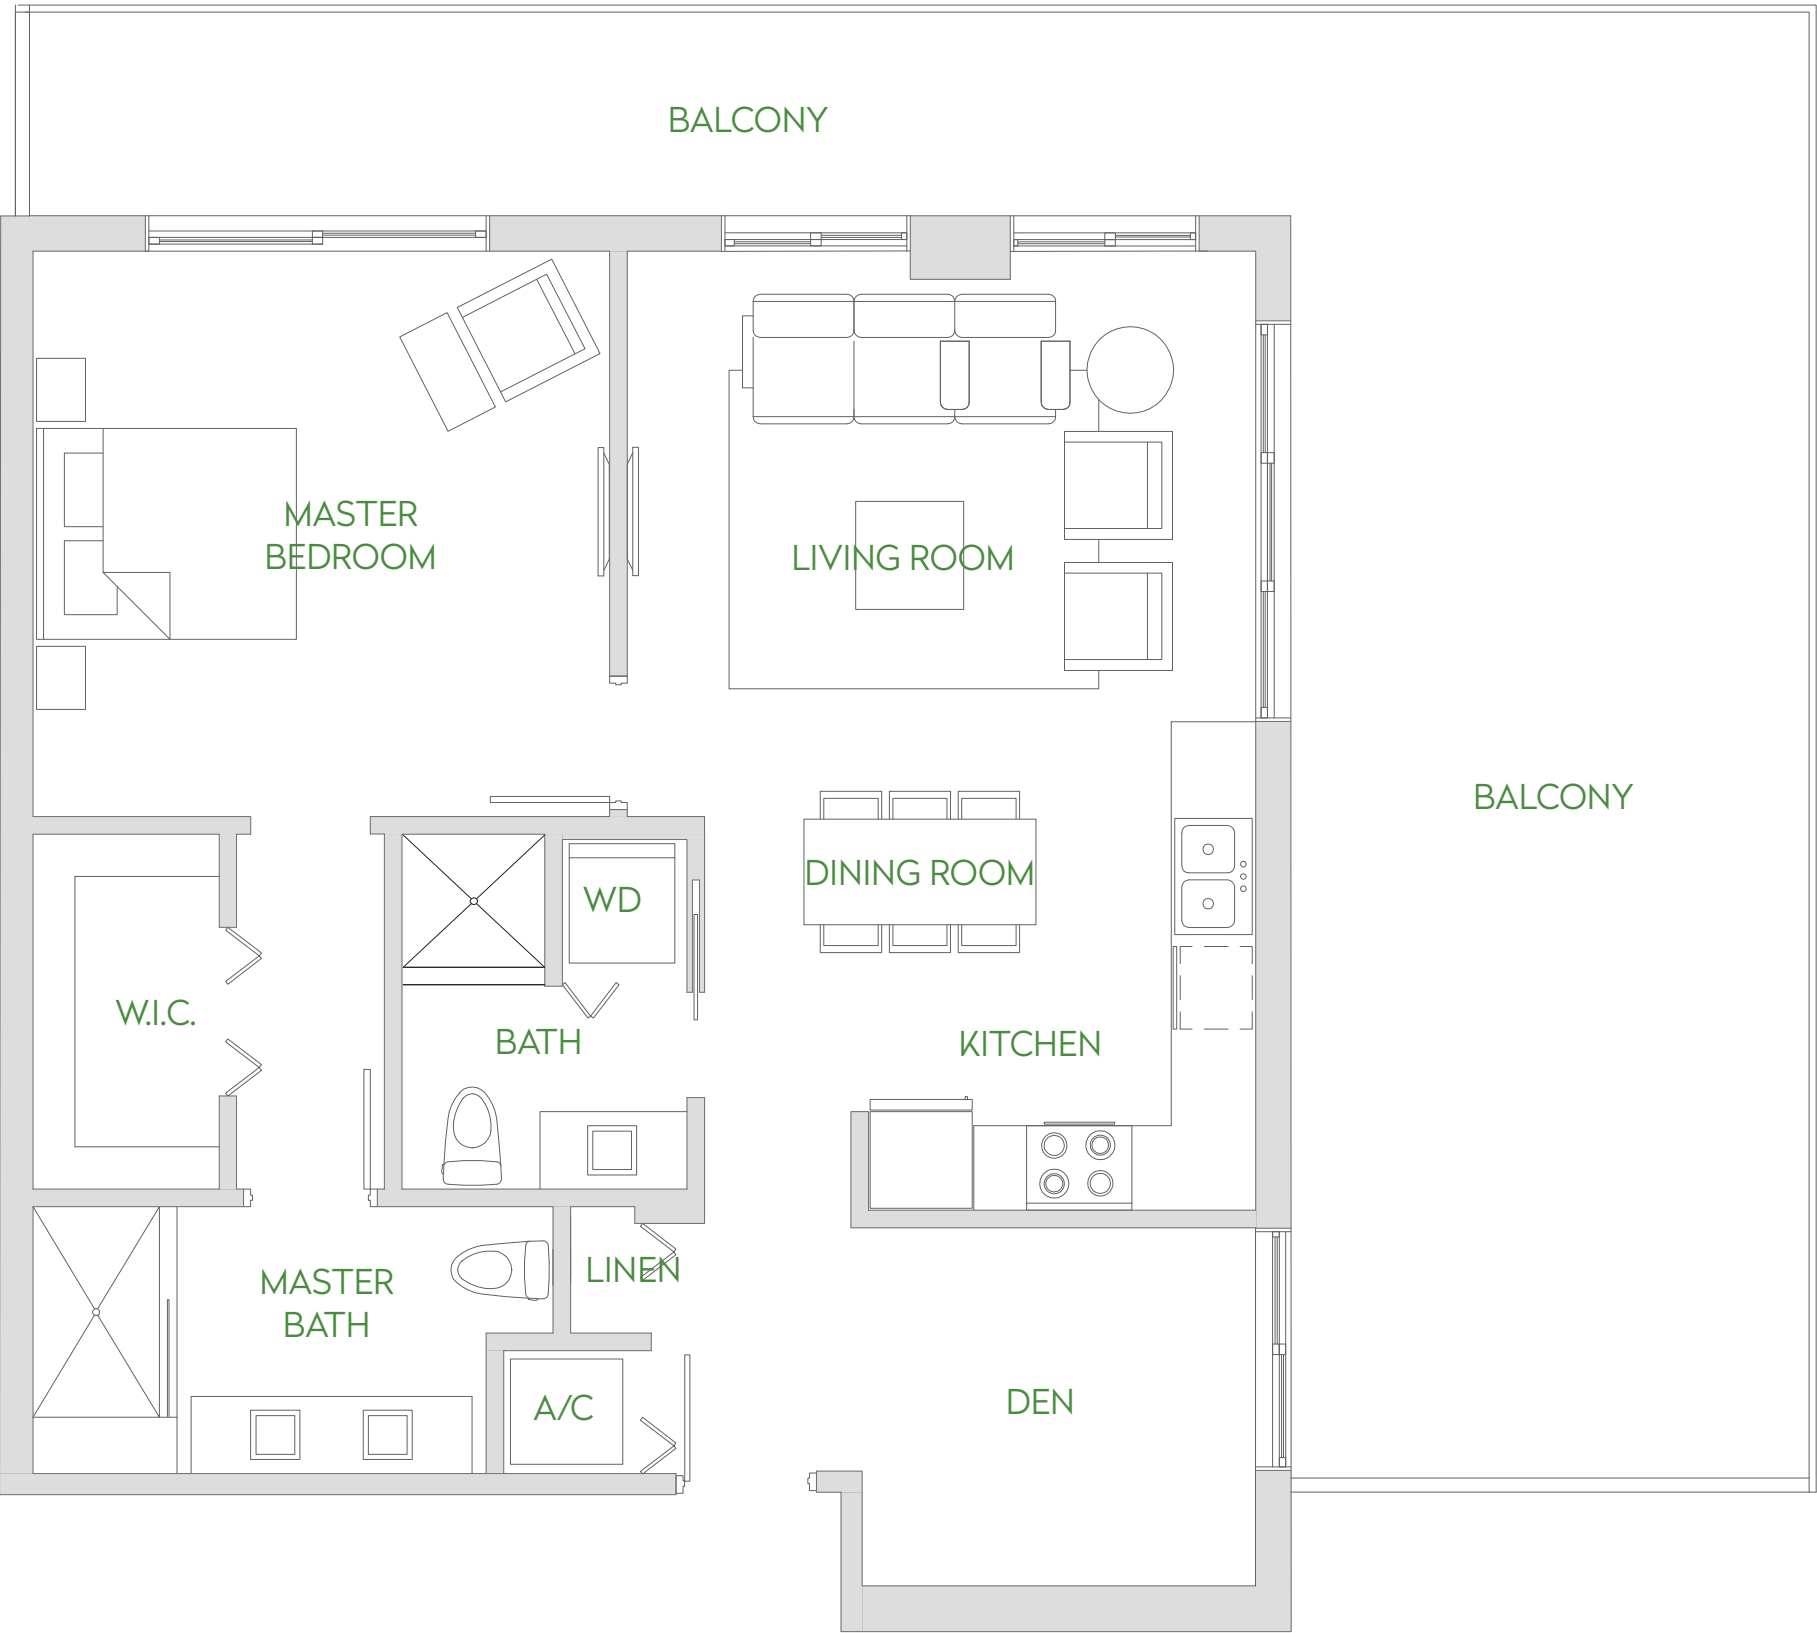 BALCONY
MASTER
BEDROOM
LIVING ROOM
BALCONY
DINING ROOM
WD
W.I.C.
BATH
KITCHEN
LINEN
MASTER
BATH
A/C
DEN